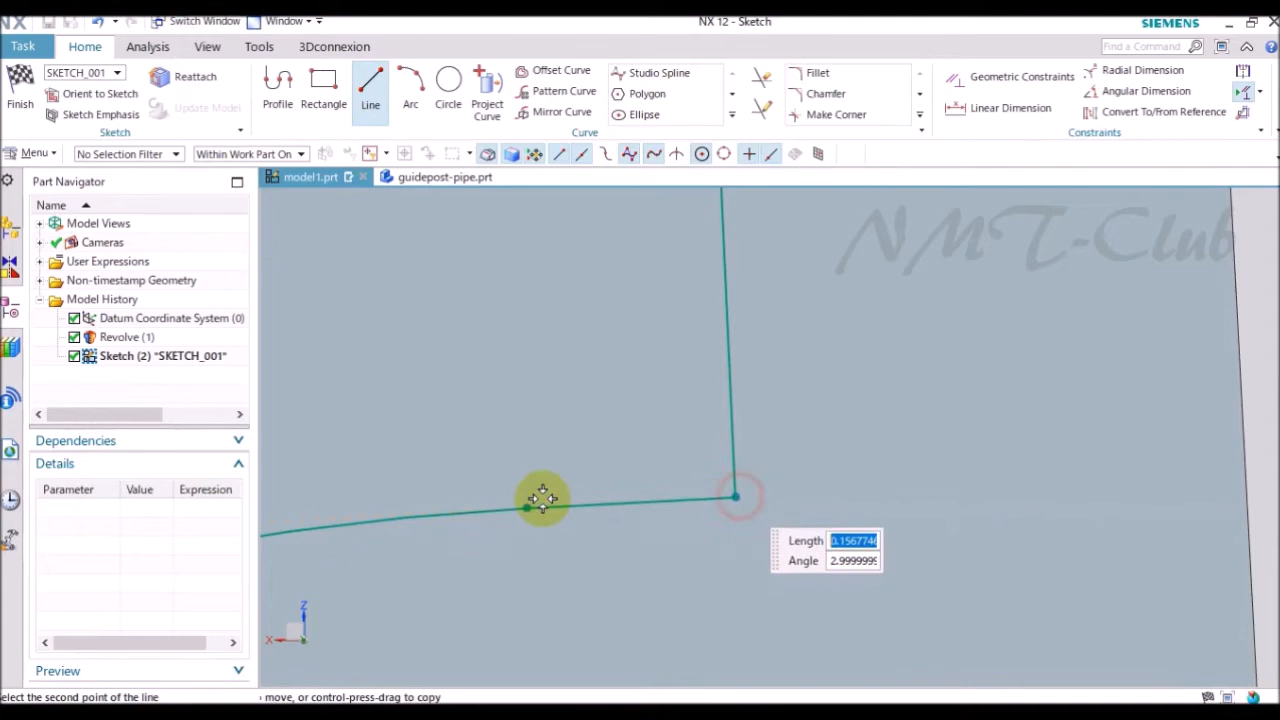 NX
Switch Window
Window
NX 12 - Sketch
SIEMENS
Task
Home
Analysis
View
Tools
3Dconnexion
Find a Command
Finish
SKETCH_001
Orient to Sketch
Sketch Emphasis
Reattach
Update Model
Sketch
Profile
Rectangle
Line
Arc
Circle
Project
Curve
Offset Curve
Pattern Curve
Mirror Curve
Studio Spline
Polygon
Ellipse
Fillet
Chamfer
Make Corner
Curve
Geometric Constraints
Linear Dimension
Radial Dimension
Angular Dimension
Convert To/From Reference
Constraints
Menu
No Selection Filter
Within Work Part On
Part Navigator
model1.prt
guidepost-pipe.prt
Name
Model Views
Cameras
User Expressions
Non-timestamp Geometry
Model History
Datum Coordinate System (0)
Revolve (1)
Sketch (2) "SKETCH_001"
Dependencies
Details
Parameter Value Expression
Preview
NMT-Club
Length 0.1567746
Angle 2.9999999
Z
X
elect the second point of the line
move, or control-press-drag to copy